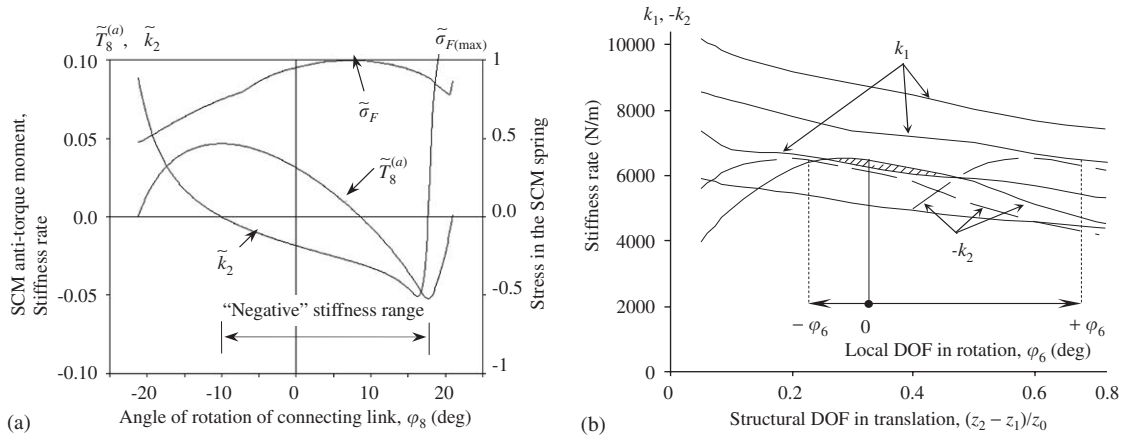 T̃₈⁽ᵃ⁾, k̃₂
σ̃F(max)
0.10
0.05
0.0
-0.05
-0.10
1
0.5
0.0
-0.5
-1
SCM anti-torque moment,
Stiffness rate
Stress in the SCM spring
σ̃F
T̃₈⁽ᵃ⁾
k̃₂
“Negative” stiffness range
-20
-10
0
10
20
(a)
Angle of rotation of connecting link, φ₈ (deg)
k₁, -k₂
10000
8000
6000
4000
2000
0
Stiffness rate (N/m)
k₁
-k₂
– φ₆
0
+ φ₆
Local DOF in rotation, φ₆ (deg)
0.2
0.4
0.6
0.8
(b)
Structural DOF in translation, (z₂ – z₁)/z₀